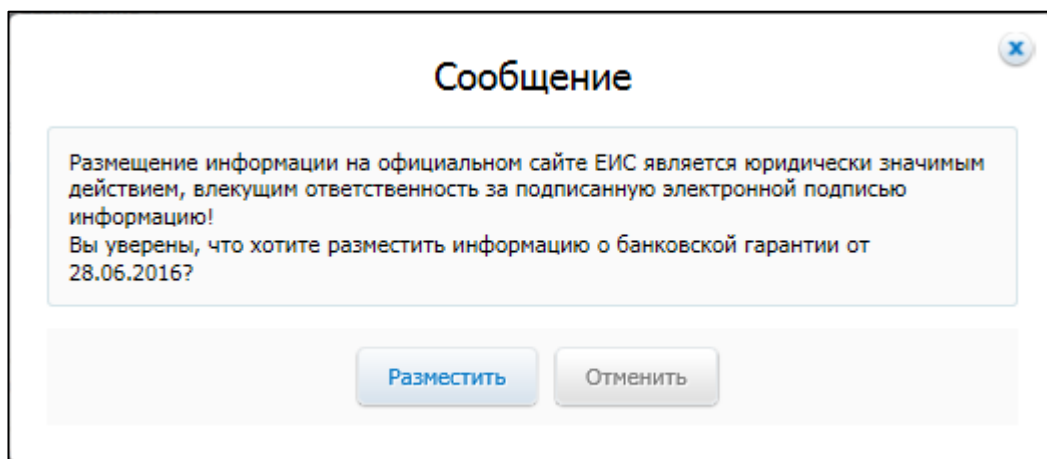 Сообщение
Размещение информации на официальном сайте ЕИС является юридически значимым
действием, влекущим ответственность за подписанную электронной подписью
информацию!
Вы уверены, что хотите разместить информацию о банковской гарантии от
28.06.2016?
Разместить Отменить